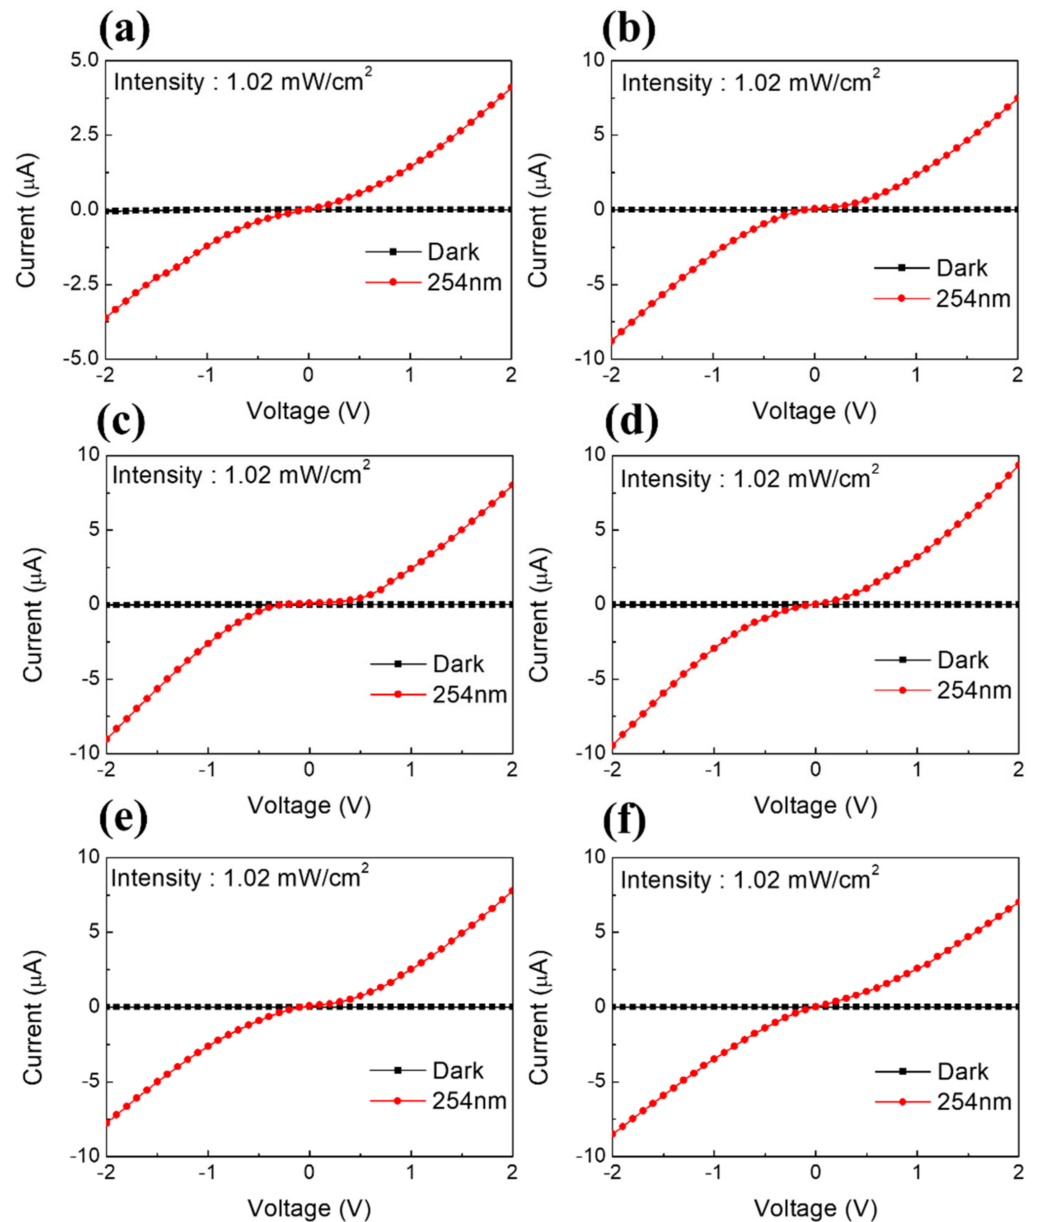 (a)
Intensity : 1.02 mW/cm²
5.0
2.5
0.0
-2.5
-5.0
Current (μA)
Dark
254nm
-2 -1 0 1 2
Voltage (V)
(b)
Intensity : 1.02 mW/cm²
10
5
0
-5
-10
Current (μA)
Dark
254nm
-2 -1 0 1 2
Voltage (V)
(c)
Intensity : 1.02 mW/cm²
10
5
0
-5
-10
Current (μA)
Dark
254nm
-2 -1 0 1 2
Voltage (V)
(d)
Intensity : 1.02 mW/cm²
10
5
0
-5
-10
Current (μA)
Dark
254nm
-2 -1 0 1 2
Voltage (V)
(e)
Intensity : 1.02 mW/cm²
10
5
0
-5
-10
Current (μA)
Dark
254nm
-2 -1 0 1 2
Voltage (V)
(f)
Intensity : 1.02 mW/cm²
10
5
0
-5
-10
Current (μA)
Dark
254nm
-2 -1 0 1 2
Voltage (V)